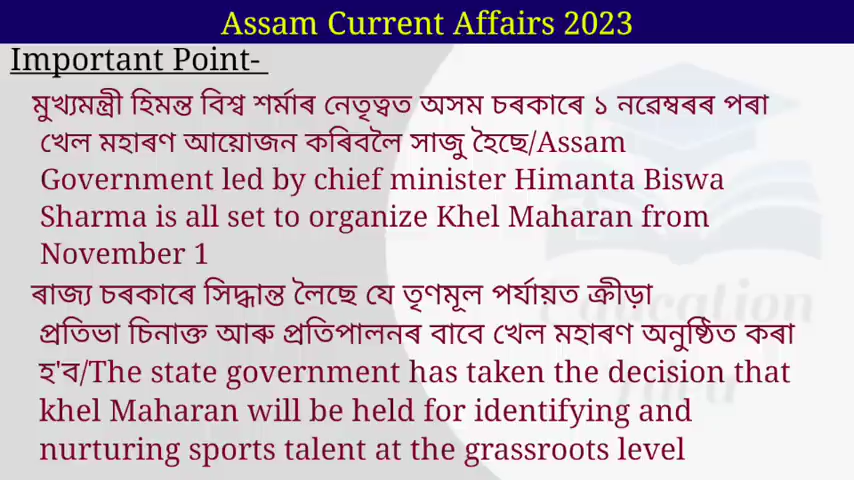 Assam Current Affairs 2023
Important Point-
মুখ্যমন্ত্ৰী হিমন্ত বিশ্ব শৰ্মাৰ নেতৃত্বত অসম চৰকাৰে ১ নৱেম্বৰৰ পৰা
খেল মহাৰণ আয়োজন কৰিবলৈ সাজু হৈছে/Assam
Government led by chief minister Himanta Biswa
Sharma is all set to organize Khel Maharan from
November 1
ৰাজ্য চৰকাৰে সিদ্ধান্ত লৈছে যে তৃণমূল পৰ্যায়ত ক্ৰীড়া
প্ৰতিভা চিনাক্ত আৰু প্ৰতিপালনৰ বাবে খেল মহাৰণ অনুষ্ঠিত কৰা
হ'ব/The state government has taken the decision that
khel Maharan will be held for identifying and
nurturing sports talent at the grassroots level